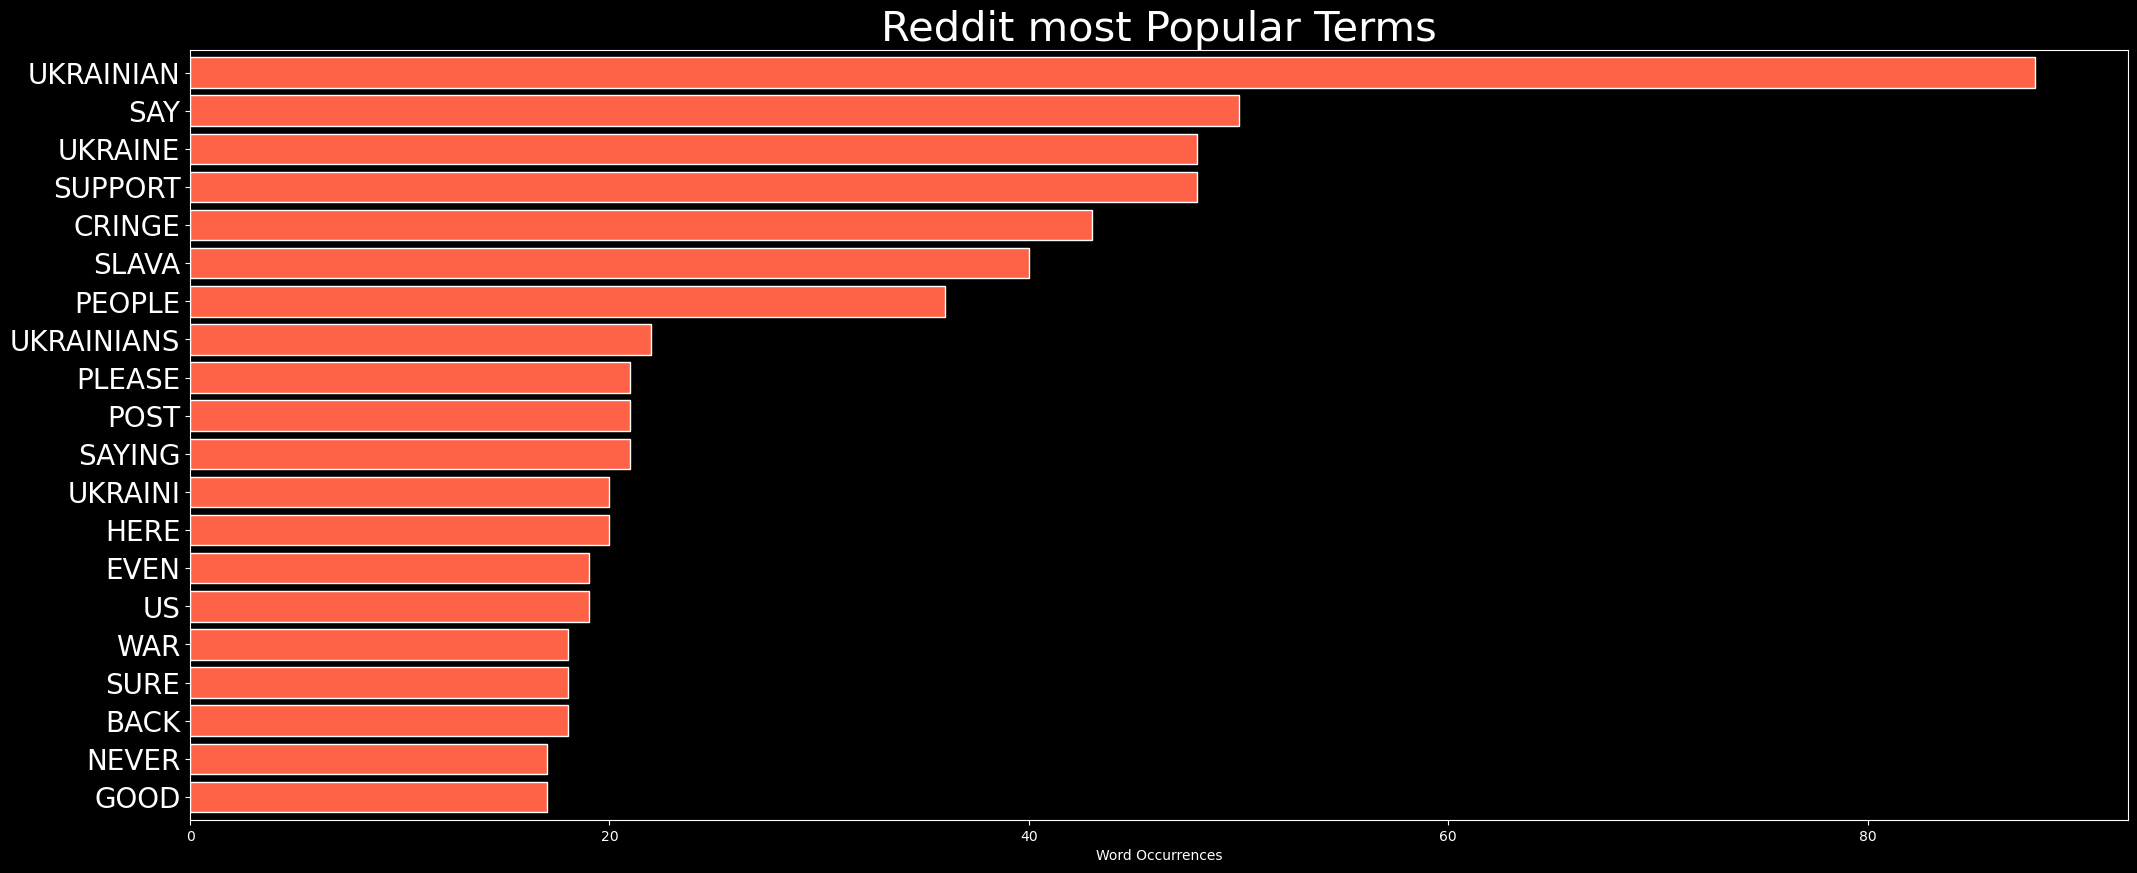 Reddit most Popular Terms
UKRAINIAN
SAY
UKRAINE
SUPPORT
CRINGE
SLAVA
PEOPLE
UKRAINIANS
PLEASE
POST
SAYING
UKRAINI
HERE
EVEN
US
WAR
SURE
BACK
NEVER
GOOD
0 20 40 60 80
Word Occurrences